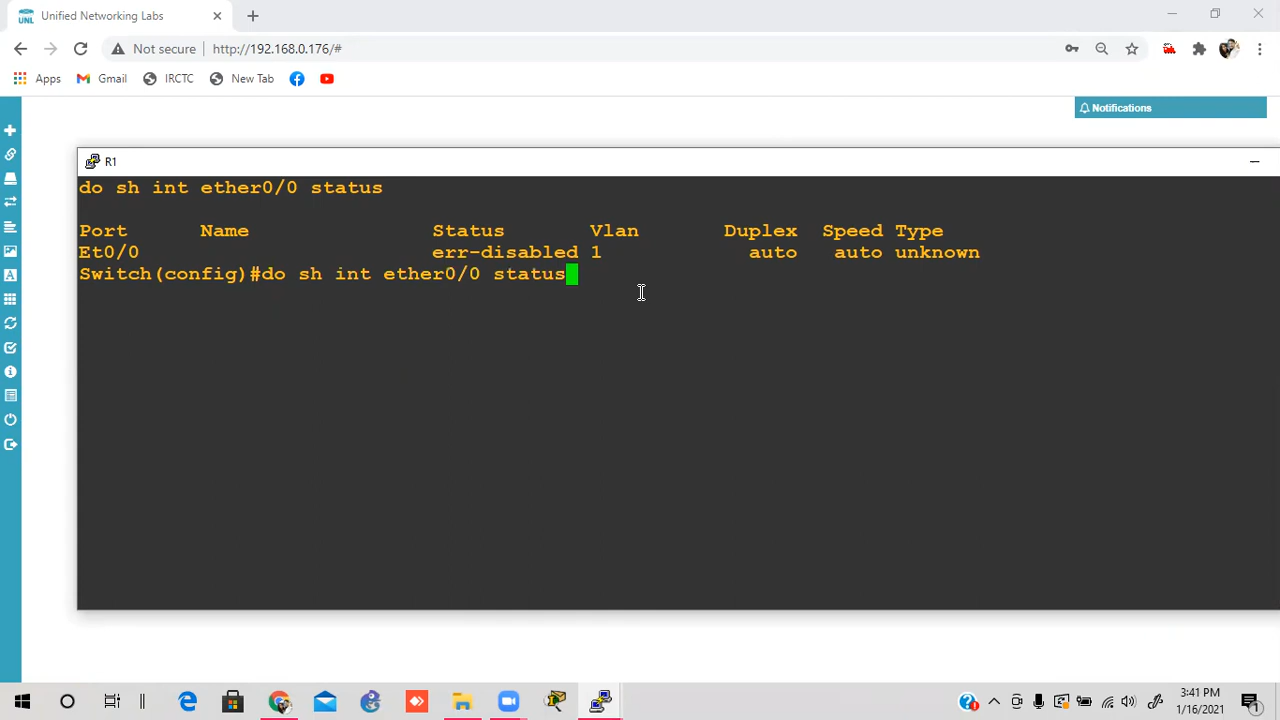 UNL Unified Networking Labs
Not secure http://192.168.0.176/#
Apps Gmail IRCTC New Tab
Notifications
R1
do sh int ether0/0 status
Port Name Status Vlan Duplex Speed Type
Et0/0 err-disabled 1 auto auto unknown
Switch(config)#do sh int ether0/0 status
3:41 PM
1/16/2021